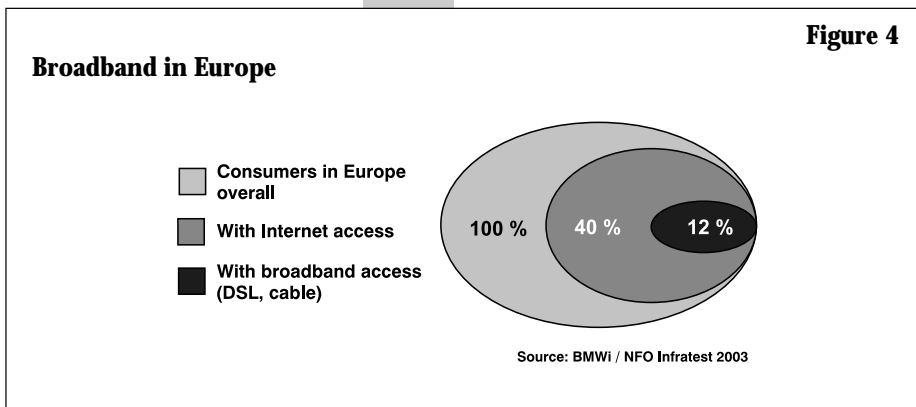 Figure 4
Broadband in Europe
Consumers in Europe
overall
With Internet access
With broadband access
(DSL, cable)
100 %
40 %
12 %
Source: BMWi / NFO Infratest 2003